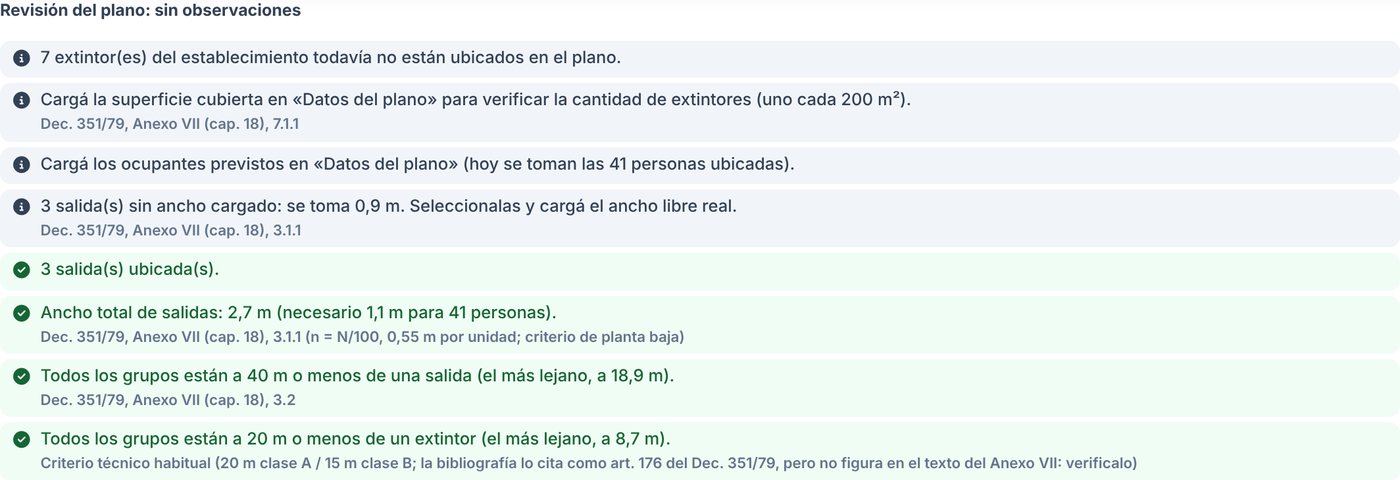 Revisión del plano: sin observaciones
7 extintor(es) del establecimiento todavía no están ubicados en el plano.
Cargá la superficie cubierta en «Datos del plano» para verificar la cantidad de extintores (uno cada 200 m²).
Dec. 351/79, Anexo VII (cap. 18), 7.1.1
Cargá los ocupantes previstos en «Datos del plano» (hoy se toman las 41 personas ubicadas).
3 salida(s) sin ancho cargado: se toma 0,9 m. Seleccionalas y cargá el ancho libre real.
Dec. 351/79, Anexo VII (cap. 18), 3.1.1
3 salida(s) ubicada(s).
Ancho total de salidas: 2,7 m (necesario 1,1 m para 41 personas).
Dec. 351/79, Anexo VII (cap. 18), 3.1.1 (n = N/100, 0,55 m por unidad; criterio de planta baja)
Todos los grupos están a 40 m o menos de una salida (el más lejano, a 18,9 m).
Dec. 351/79, Anexo VII (cap. 18), 3.2
Todos los grupos están a 20 m o menos de un extintor (el más lejano, a 8,7 m).
Criterio técnico habitual (20 m clase A / 15 m clase B; la bibliografía lo cita como art. 176 del Dec. 351/79, pero no figura en el texto del Anexo VII: verificalo)